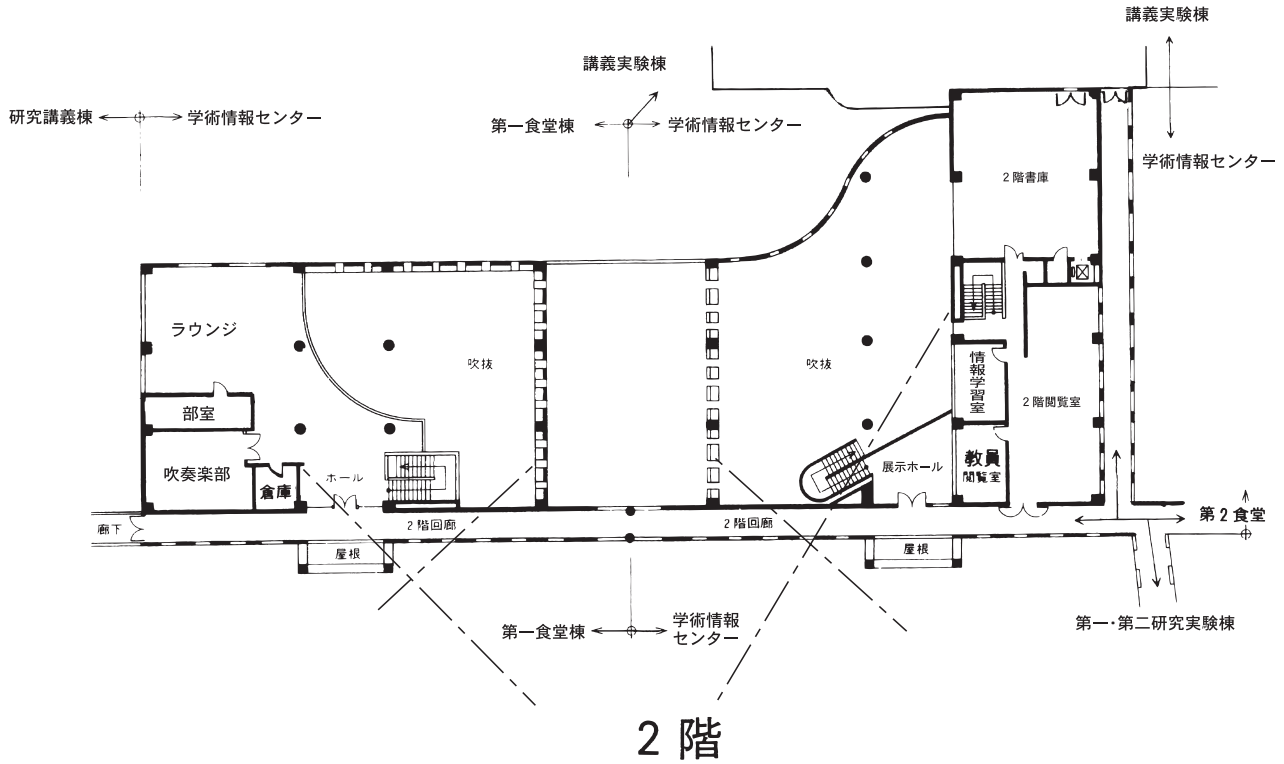 講義実験棟
講義実験棟
研究講義棟
学術情報センター
第一食堂棟
学術情報センター
学術情報センター
2階書庫
ラウンジ
吹抜
吹抜
情報学習室
2階閲覧室
部室
吹奏楽部
倉庫
ホール
展示ホール
教員
閲覧室
廊下
2階回廊
2階回廊
第2食堂
屋根
屋根
第一食堂棟
学術情報
センター
第一・第二研究実験棟
2階